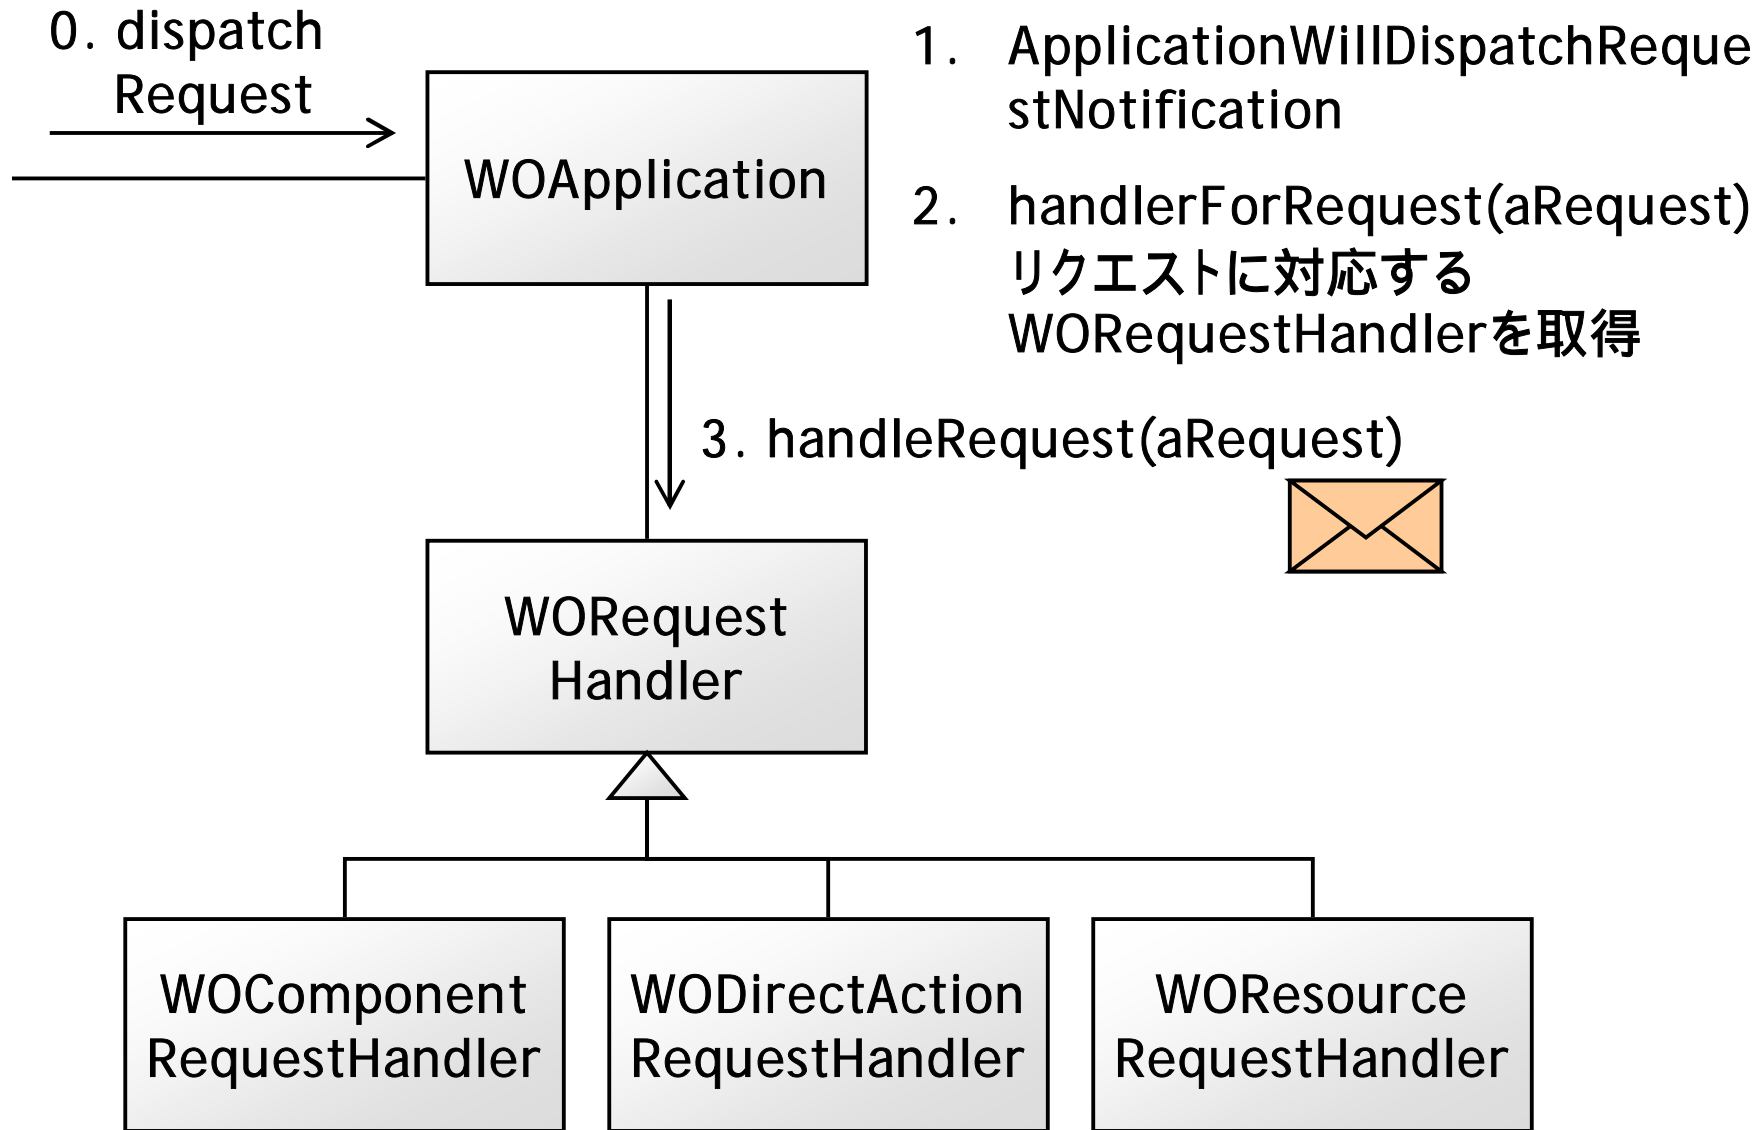 0. dispatch
Request
WOApplication
1. ApplicationWillDispatchReque
stNotification
2. handlerForRequest(aRequest)
リクエストに対応する
WORequestHandlerを取得
3. handleRequest(aRequest)
WORequest
Handler
WOComponent
RequestHandler
WODirectAction
RequestHandler
WOResource
RequestHandler